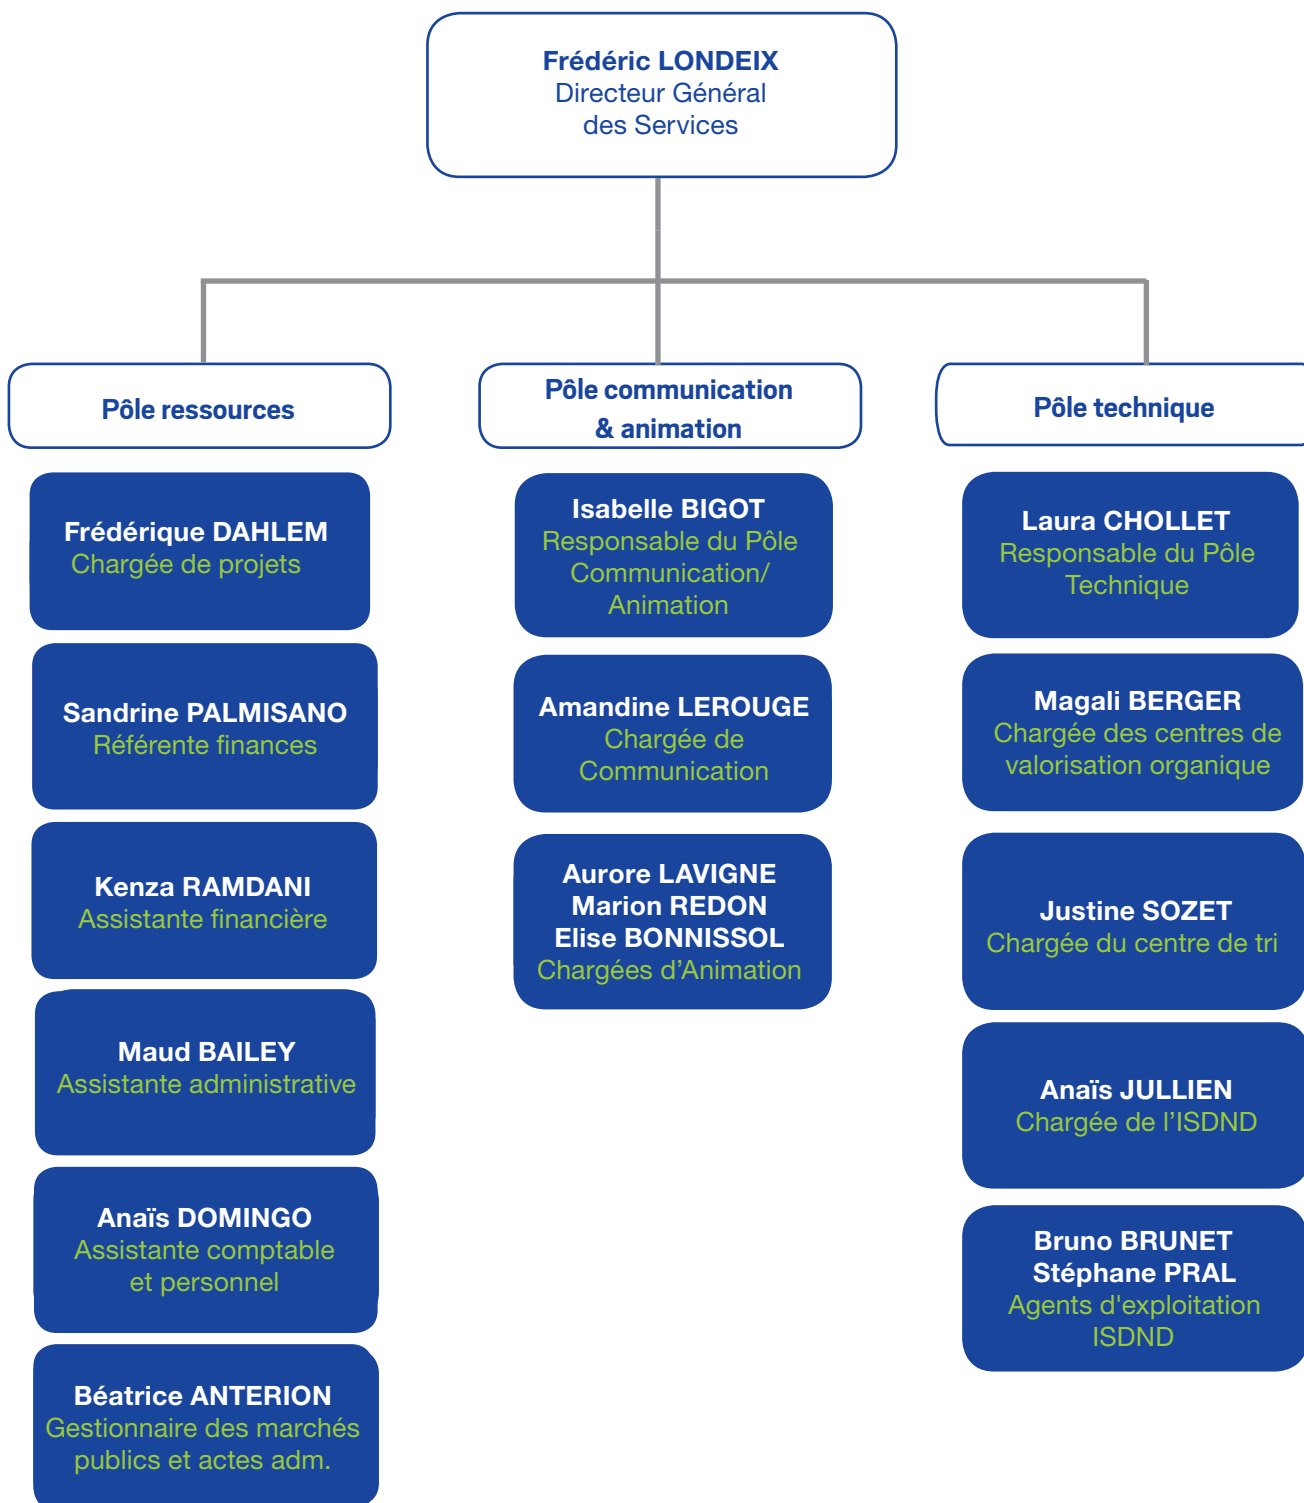 Frédéric LONDEIX
Directeur Général
des Services
Pôle ressources
Frédérique DAHLEM
Chargée de projets
Sandrine PALMISANO
Référente finances
Kenza RAMDANI
Assistante financière
Maud BAILEY
Assistante administrative
Anaïs DOMINGO
Assistante comptable
et personnel
Béatrice ANTERION
Gestionnaire des marchés
publics et actes adm.
Pôle communication
& animation
Isabelle BIGOT
Responsable du Pôle
Communication/
Animation
Amandine LEROUGE
Chargée de
Communication
Aurore LAVIGNE
Marion REDON
Elise BONNISSOL
Chargées d’Animation
Pôle technique
Laura CHOLLET
Responsable du Pôle
Technique
Magali BERGER
Chargée des centres de
valorisation organique
Justine SOZET
Chargée du centre de tri
Anaïs JULLIEN
Chargée de l’ISDND
Bruno BRUNET
Stéphane PRAL
Agents d'exploitation
ISDND